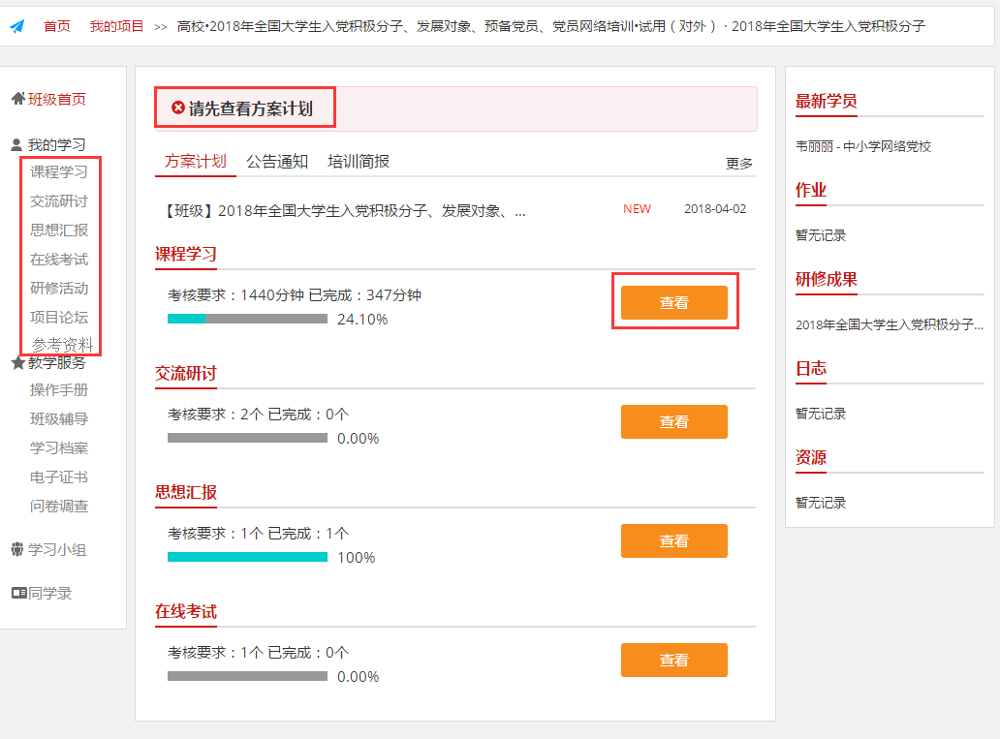 首页 我的项目 >> 高校•2018年全国大学生入党积极分子、发展对象、预备党员、党员网络培训•试用（对外）· 2018年全国大学生入党积极分子
班级首页
我的学习
课程学习
交流研讨
思想汇报
在线考试
研修活动
项目论坛
参考资料
教学服务
操作手册
班级辅导
学习档案
电子证书
问卷调查
学习小组
同学录
请先查看方案计划
方案计划 公告通知 培训简报 更多
【班级】2018年全国大学生入党积极分子、发展对象、... NEW 2018-04-02
课程学习
考核要求：1440分钟 已完成：347分钟
24.10%
查看
交流研讨
考核要求：2个 已完成：0个
0.00%
查看
思想汇报
考核要求：1个 已完成：1个
100%
查看
在线考试
考核要求：1个 已完成：0个
0.00%
查看
最新学员
韦丽丽 - 中小学网络党校
作业
暂无记录
研修成果
2018年全国大学生入党积极分子...
日志
暂无记录
资源
暂无记录